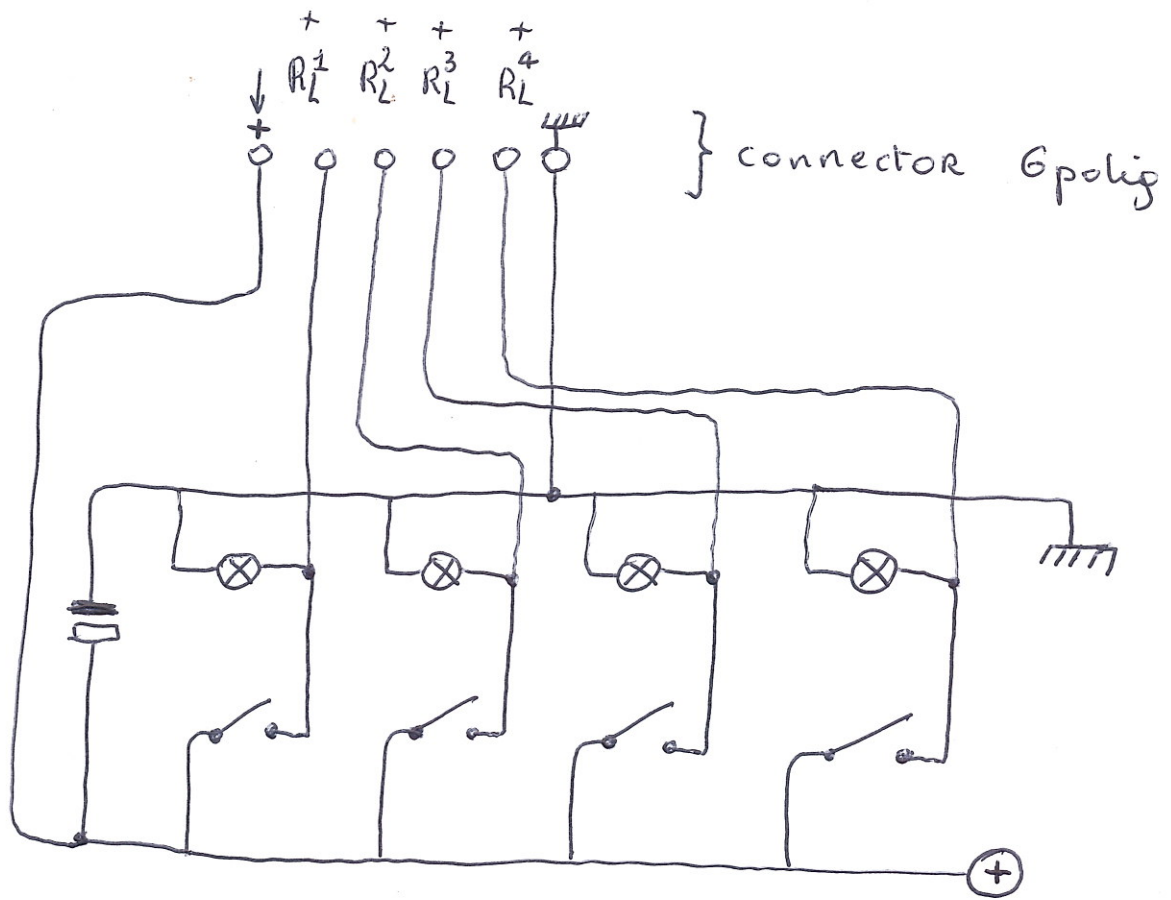 + + + +
R_L^1 R_L^2 R_L^3 R_L^4
+
connector 6polig
+